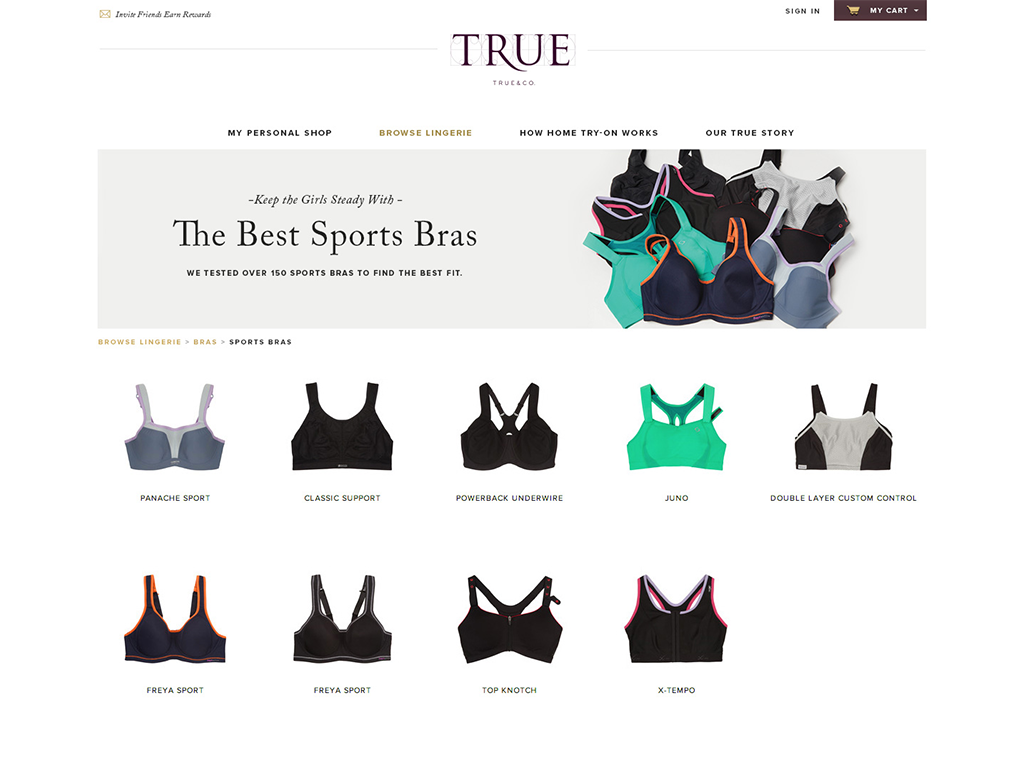 Invite Friends Earn Rewards
SIGN IN
MY CART
TRUE
TRUE&CO.
MY PERSONAL SHOP
BROWSE LINGERIE
HOW HOME TRY-ON WORKS
OUR TRUE STORY
–Keep the Girls Steady With –
The Best Sports Bras
WE TESTED OVER 150 SPORTS BRAS TO FIND THE BEST FIT.
BROWSE LINGERIE > BRAS > SPORTS BRAS
PANACHE SPORT
CLASSIC SUPPORT
POWERBACK UNDERWIRE
JUNO
DOUBLE LAYER CUSTOM CONTROL
FREYA SPORT
FREYA SPORT
TOP KNOTCH
X-TEMPO